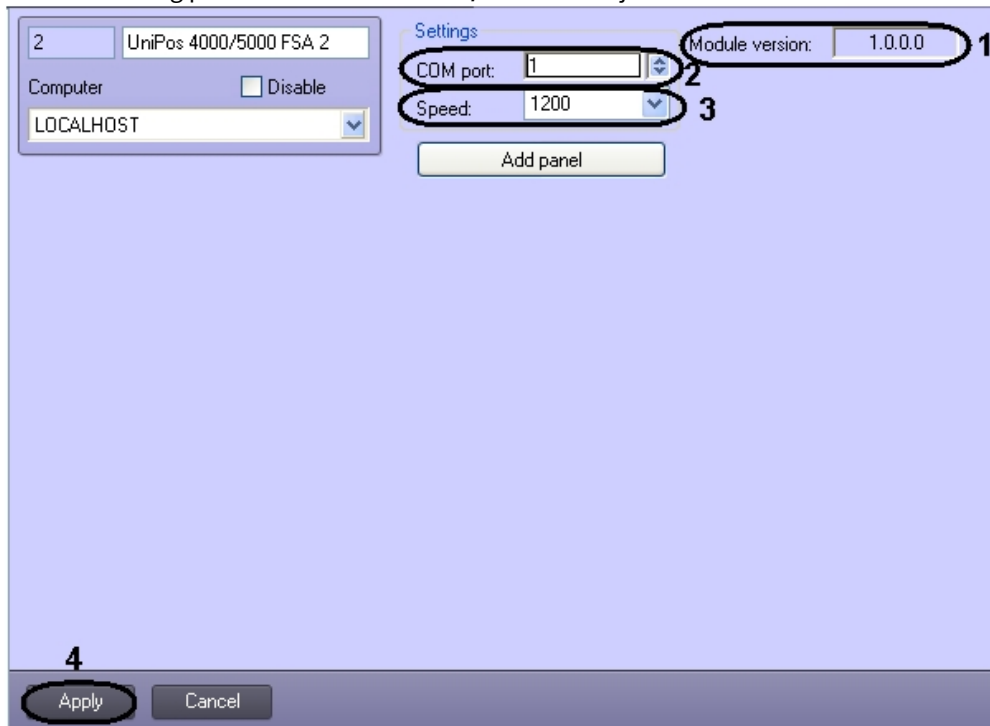 2 UniPos 4000/5000 FSA 2
Computer Disable
LOCALHOST
Settings
COM port: 1 2
Speed: 1200 3
Add panel
Module version: 1.0.0.0 1
4
Apply Cancel